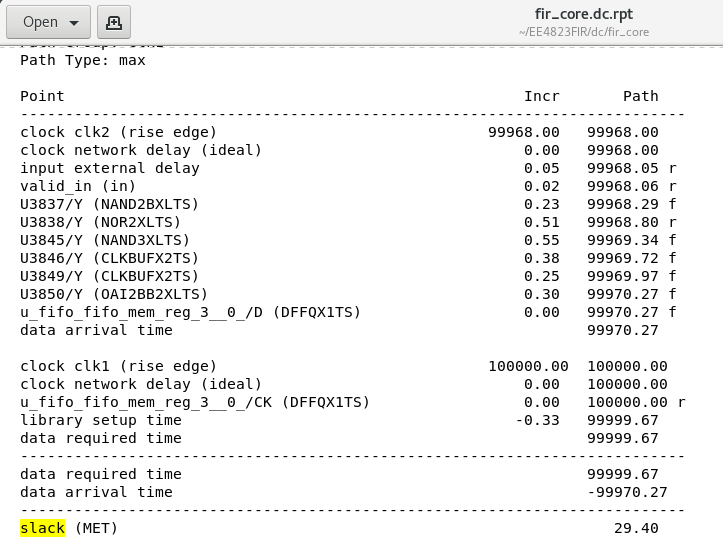 Open
fir_core.dc.rpt
~/EE4823FIR/dc/fir_core
Path Type: max
Point Incr Path
--------------------------------------------------------------------------
clock clk2 (rise edge) 99968.00 99968.00
clock network delay (ideal) 0.00 99968.00
input external delay 0.05 99968.05 r
valid_in (in) 0.02 99968.06 r
U3837/Y (NAND2BXLTS) 0.23 99968.29 f
U3838/Y (NOR2XLTS) 0.51 99968.80 r
U3845/Y (NAND3XLTS) 0.55 99969.34 f
U3846/Y (CLKBUFX2TS) 0.38 99969.72 f
U3849/Y (CLKBUFX2TS) 0.25 99969.97 f
U3850/Y (OAI2BB2XLTS) 0.30 99970.27 f
u_fifo_fifo_mem_reg_3__0_/D (DFFQX1TS) 0.00 99970.27 f
data arrival time 99970.27
clock clk1 (rise edge) 100000.00 100000.00
clock network delay (ideal) 0.00 100000.00
u_fifo_fifo_mem_reg_3__0_/CK (DFFQX1TS) 0.00 100000.00 r
library setup time -0.33 99999.67
data required time 99999.67
--------------------------------------------------------------------------
data required time 99999.67
data arrival time -99970.27
--------------------------------------------------------------------------
slack (MET) 29.40